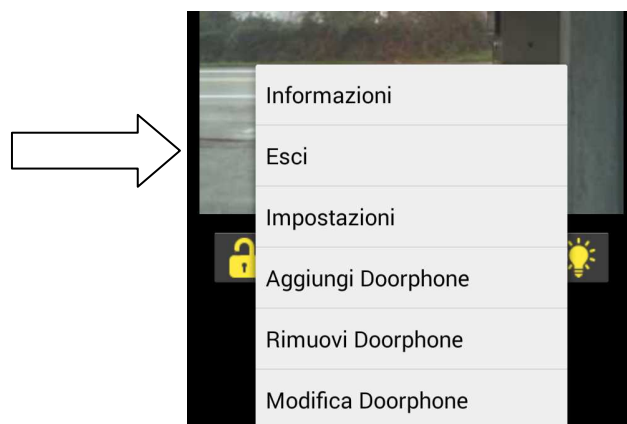 Informazioni
Esci
Impostazioni
Aggiungi Doorphone
Rimuovi Doorphone
Modifica Doorphone